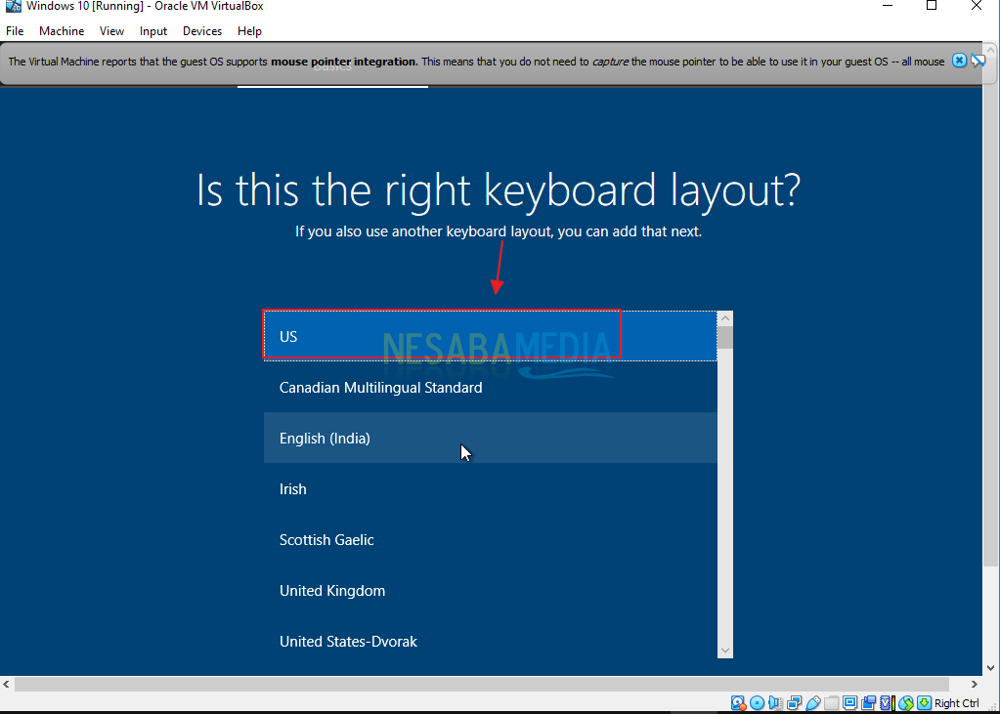 Windows 10 [Running] - Oracle VM VirtualBox
File Machine View Input Devices Help
The Virtual Machine reports that the guest OS supports mouse pointer integration. This means that you do not need to capture the mouse pointer to be able to use it in your guest OS -- all mouse
Basics
Is this the right keyboard layout?
If you also use another keyboard layout, you can add that next.
US
NESABAMEDIA
Canadian Multilingual Standard
English (India)
Irish
Scottish Gaelic
United Kingdom
United States-Dvorak
Right Ctrl